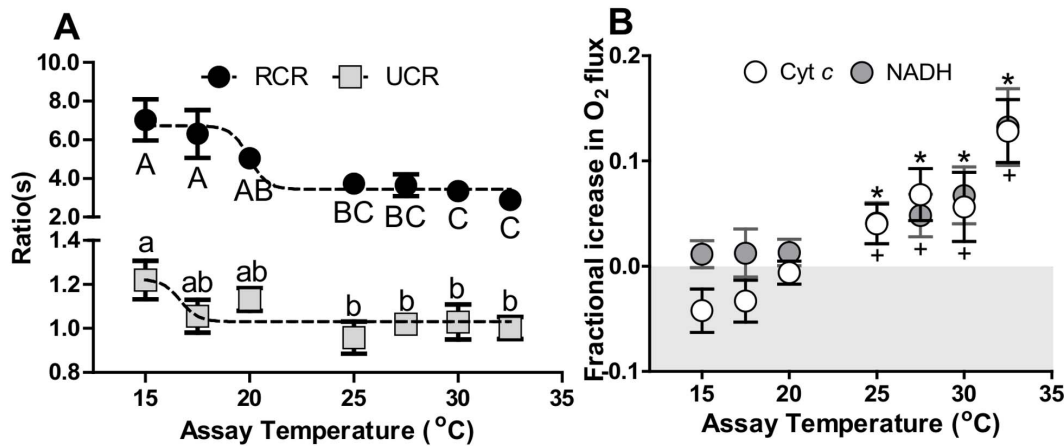 A
RCR UCR
10.0
8.0
6.0
4.0
2.0
A A AB BC BC C C
1.4
1.2
1.0
0.8
a ab ab b b b b
Ratio(s)
15 20 25 30 35
Assay Temperature (°C)
B
Cyt c NADH
0.2
0.1
0.0
-0.1
* * * *
+ + + +
Fractional icrease in O2 flux
15 20 25 30 35
Assay Temperature (°C)